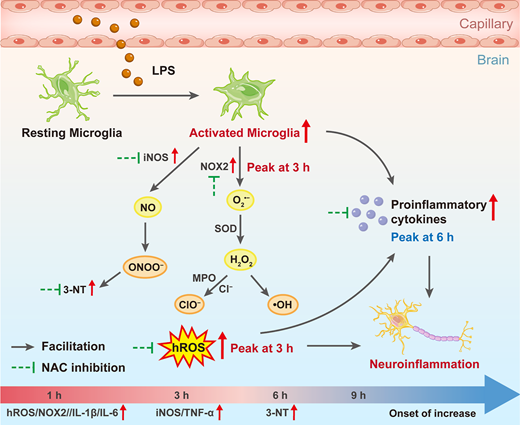 Capillary
Brain
LPS
Resting Microglia
Activated Microglia
iNOS
NOX2
Peak at 3 h
NO
O₂•−
Proinflammatory
cytokines
Peak at 6 h
SOD
ONOO⁻
H₂O₂
3-NT
MPO
Cl⁻
ClO⁻
•OH
Facilitation
NAC inhibition
hROS
Peak at 3 h
Neuroinflammation
1 h 3 h 6 h 9 h
hROS/NOX2//IL-1β/IL-6 iNOS/TNF-α 3-NT Onset of increase